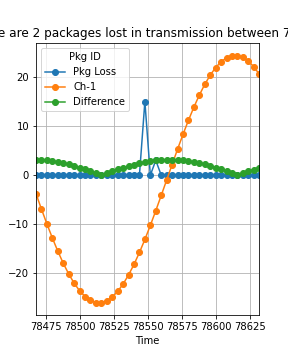 e are 2 packages lost in transmission between 7
Pkg ID
Pkg Loss
Ch-1
Difference
20
10
0
−10
−20
78475 78500 78525 78550 78575 78600 78625
Time